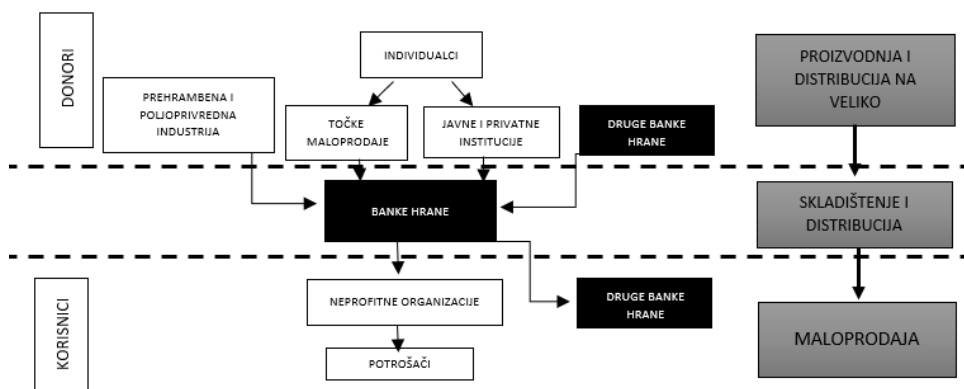 DONORI
INDIVIDUALCI
PREHRAMBENA I
POLJOPRIVREDNA
INDUSTRIJA
TOČKE
MALOPRODAJE
JAVNE I PRIVATNE
INSTITUCIJE
DRUGE BANKE
HRANE
PROIZVODNJA I
DISTRIBUCIJA NA
VELIKO
BANKE HRANE
SKLADIŠTENJE I
DISTRIBUCIJA
KORISNICI
NEPROFITNE ORGANIZACIJE
DRUGE BANKE
HRANE
MALOPRODAJA
POTROŠAČI